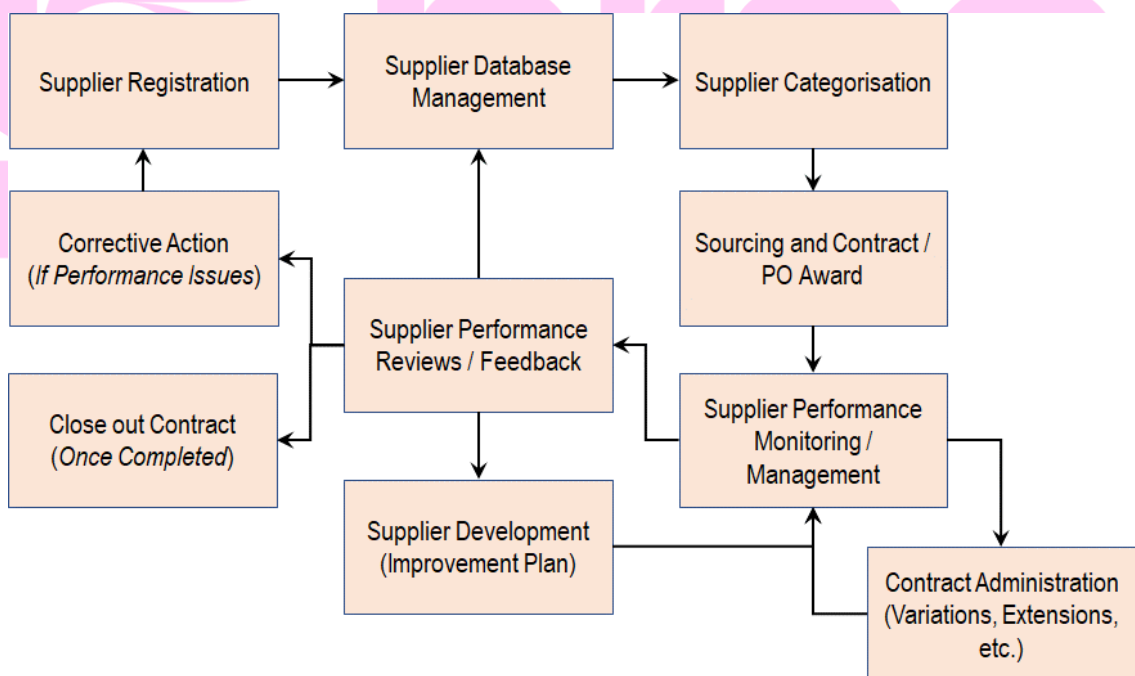 Supplier Registration
Supplier Database
Management
Supplier Categorisation
Corrective Action
(If Performance Issues)
Sourcing and Contract /
PO Award
Supplier Performance
Reviews / Feedback
Close out Contract
(Once Completed)
Supplier Performance
Monitoring /
Management
Supplier Development
(Improvement Plan)
Contract Administration
(Variations, Extensions,
etc.)